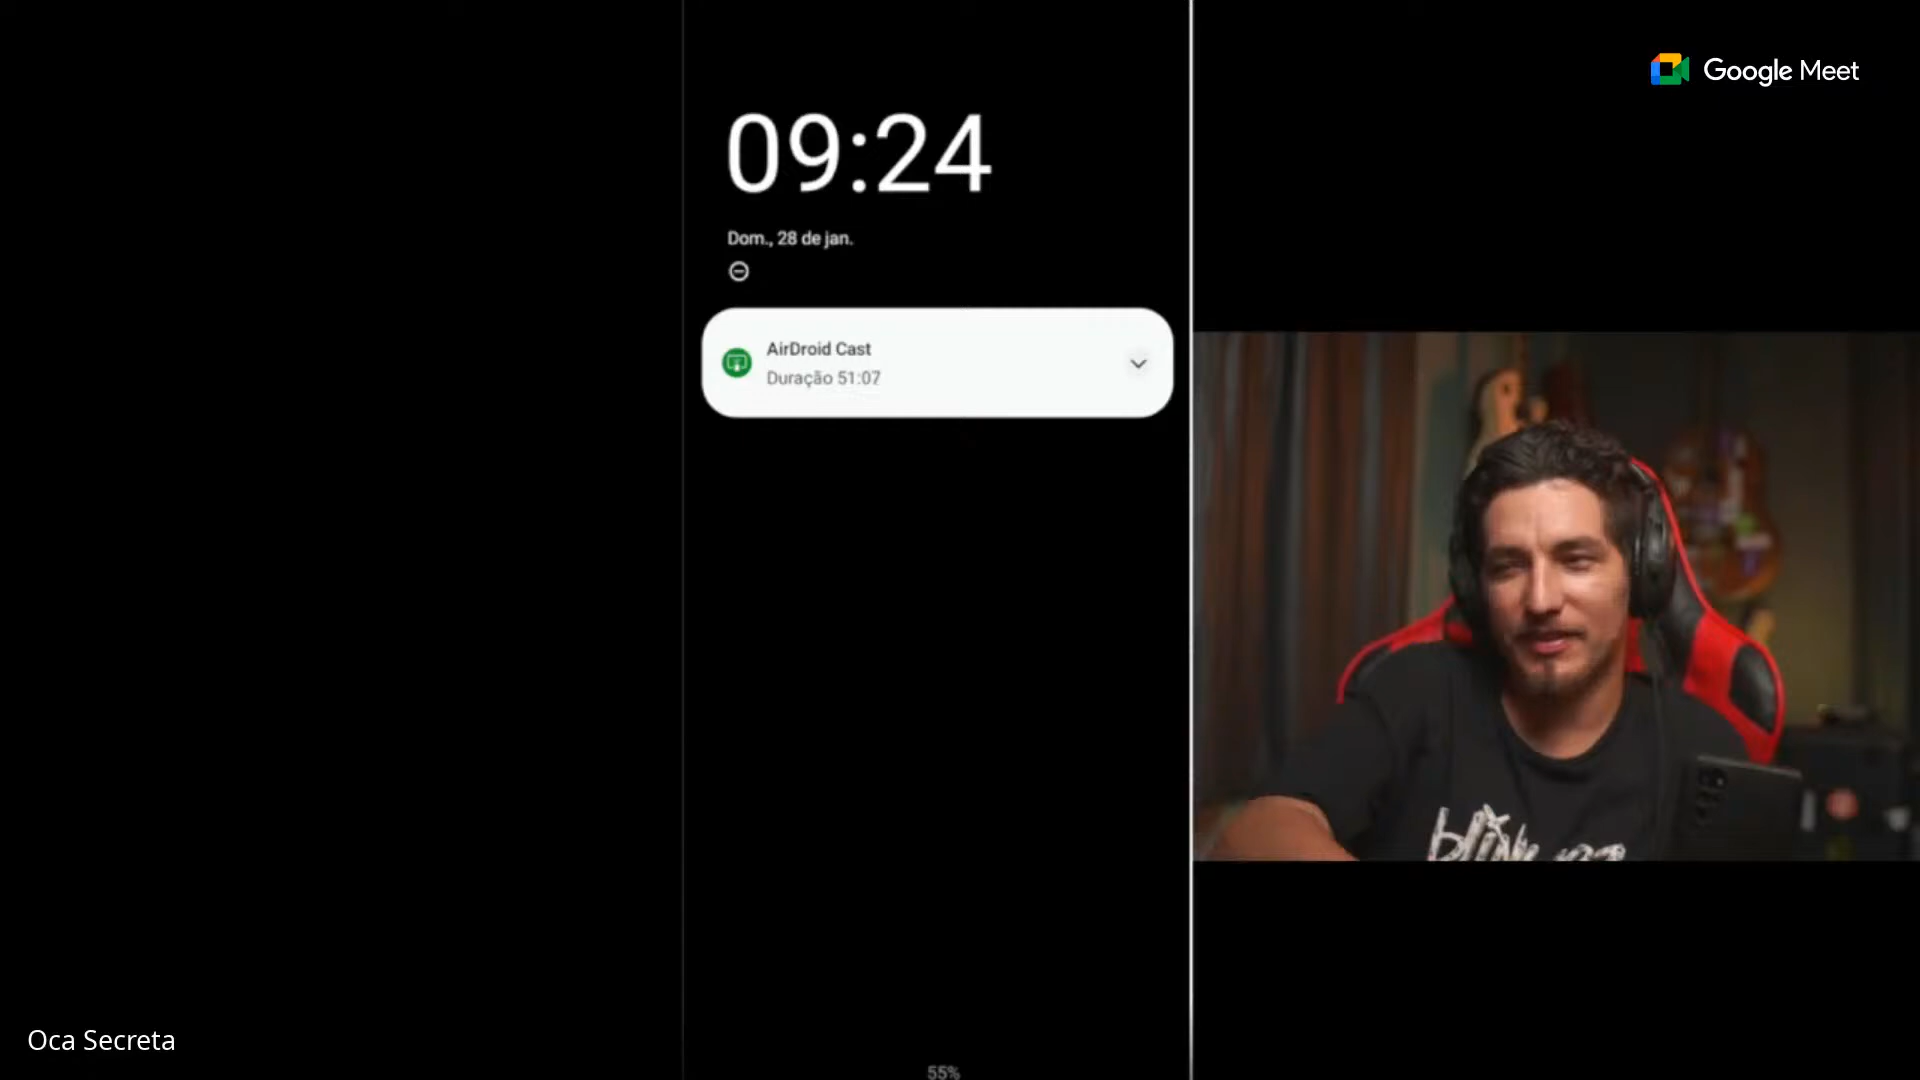 Google Meet
09:24
Dom., 28 de jan.
AirDroid Cast
Duração 51:07
Oca Secreta
55%